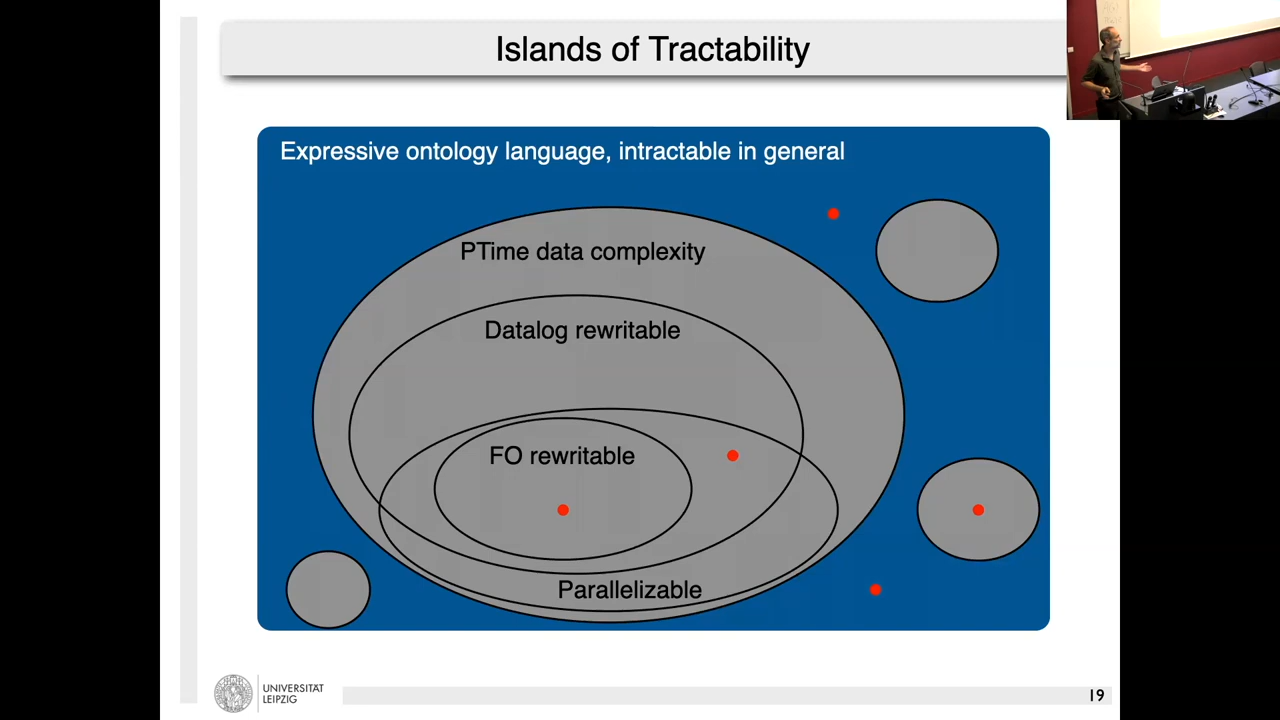 Islands of Tractability
Expressive ontology language, intractable in general
PTime data complexity
Datalog rewritable
FO rewritable
Parallelizable
UNIVERSITÄT
LEIPZIG
19